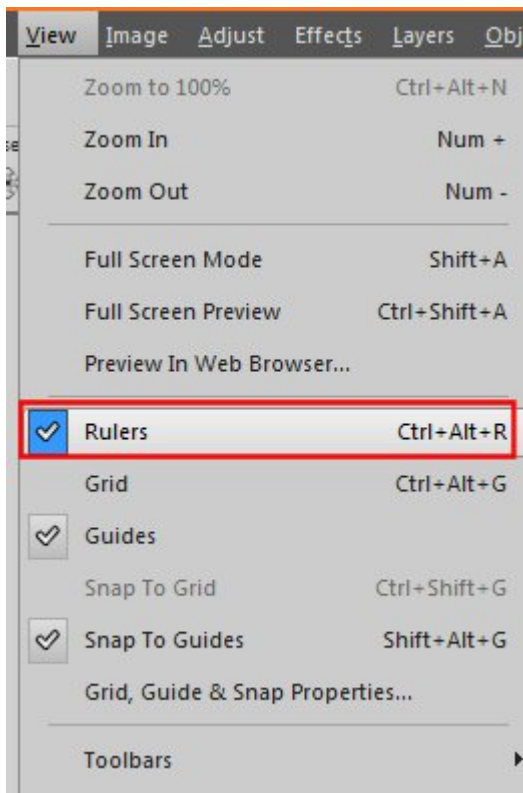 View Image Adjust Effects Layers Obj
Zoom to 100% Ctrl+Alt+N
Zoom In Num +
Zoom Out Num -
Full Screen Mode Shift+A
Full Screen Preview Ctrl+Shift+A
Preview In Web Browser...
Rulers Ctrl+Alt+R
Grid Ctrl+Alt+G
Guides
Snap To Grid Ctrl+Shift+G
Snap To Guides Shift+Alt+G
Grid, Guide & Snap Properties...
Toolbars